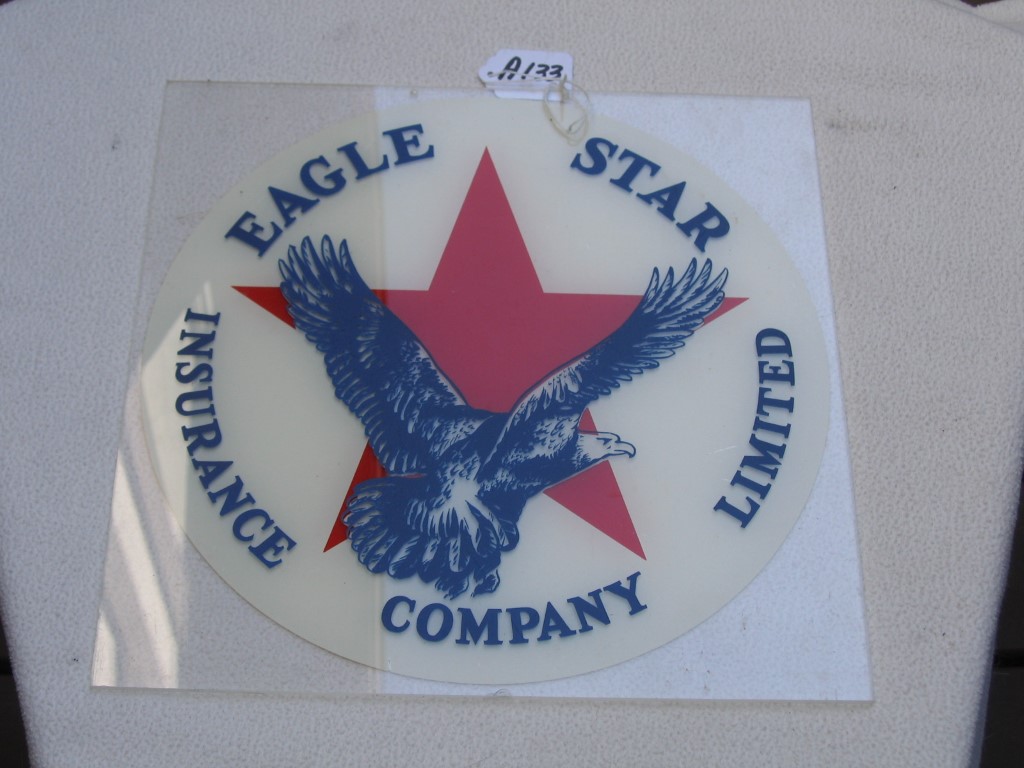 A133
EAGLE STAR
INSURANCE
COMPANY
LIMITED